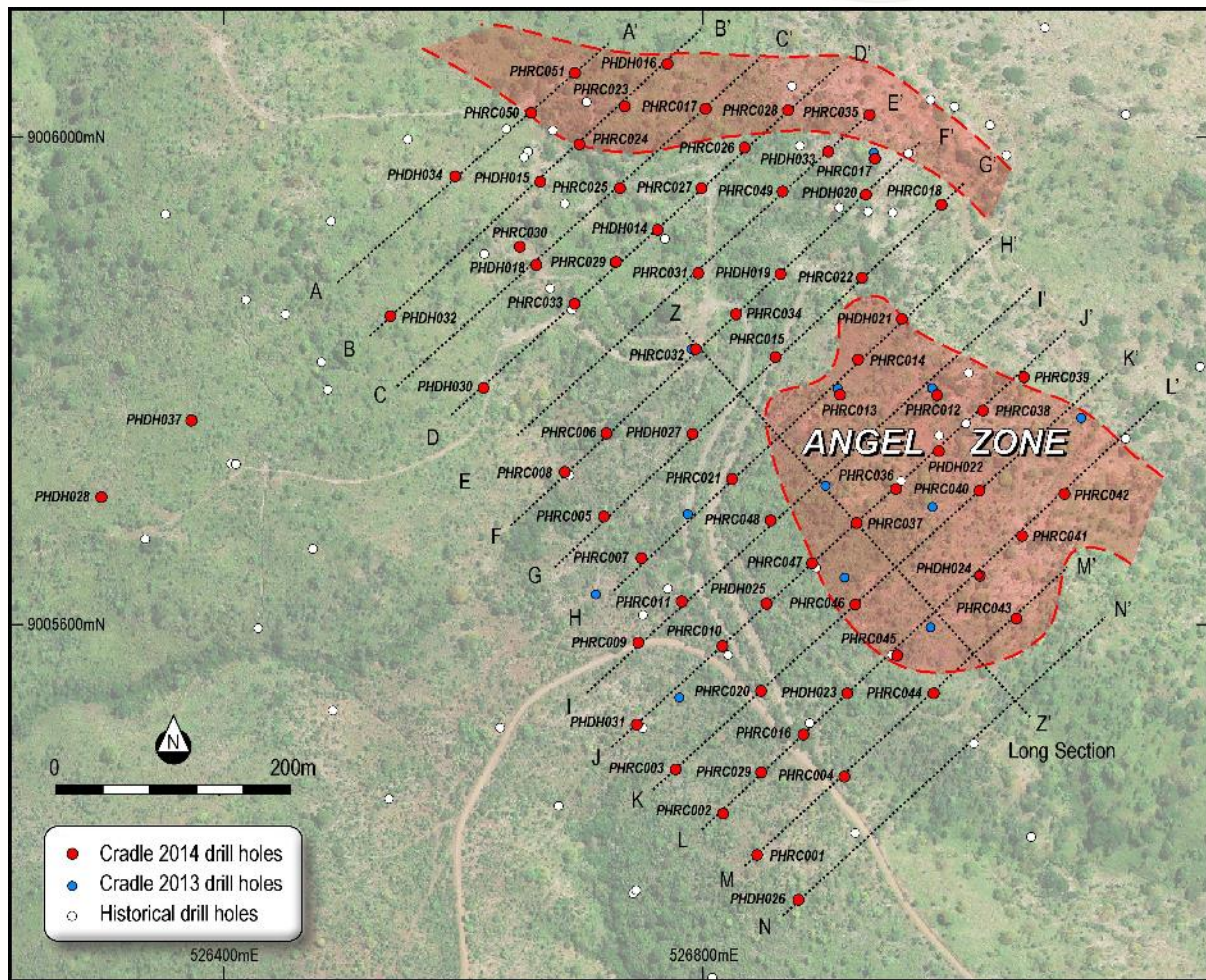 A'
B'
C'
D'
E'
F'
G'
H'
I'
J'
K'
L'
M'
N'
PHRC051
PHDH016
PHRC023
PHRC050
PHRC017
PHRC028
PHRC035
9006000mN
PHRC024
PHRC026
PHDH033
PHRC017
PHDH034
PHDH015
PHRC025
PHRC027
PHRC049
PHDH020
PHRC018
PHDH014
PHRC030
PHDH018
PHRC029
PHRC031
PHDH019
PHRC022
A
PHRC033
PHDH032
B
Z
PHRC034
PHDH021
PHRC032
PHRC015
PHRC014
C
PHDH030
PHRC039
PHRC013
PHRC012
PHRC038
PHDH037
D
PHRC006
PHDH027
ANGEL ZONE
PHDH022
PHRC008
E
PHRC021
PHRC036
PHRC040
PHRC042
PHDH028
F
PHRC005
PHRC048
PHRC037
PHRC041
G
PHRC007
PHRC047
PHDH024
H
PHRC011
PHDH025
PHRC046
PHRC043
9005600mN
PHRC009
PHRC010
PHRC045
I
PHRC020
PHDH023
PHRC044
PHDH031
PHRC016
Z'
Long Section
J
PHRC003
PHRC029
PHRC004
K
PHRC002
L
PHRC001
M
PHDH026
N
N
0 200m
Cradle 2014 drill holes
Cradle 2013 drill holes
Historical drill holes
526400mE
526800mE